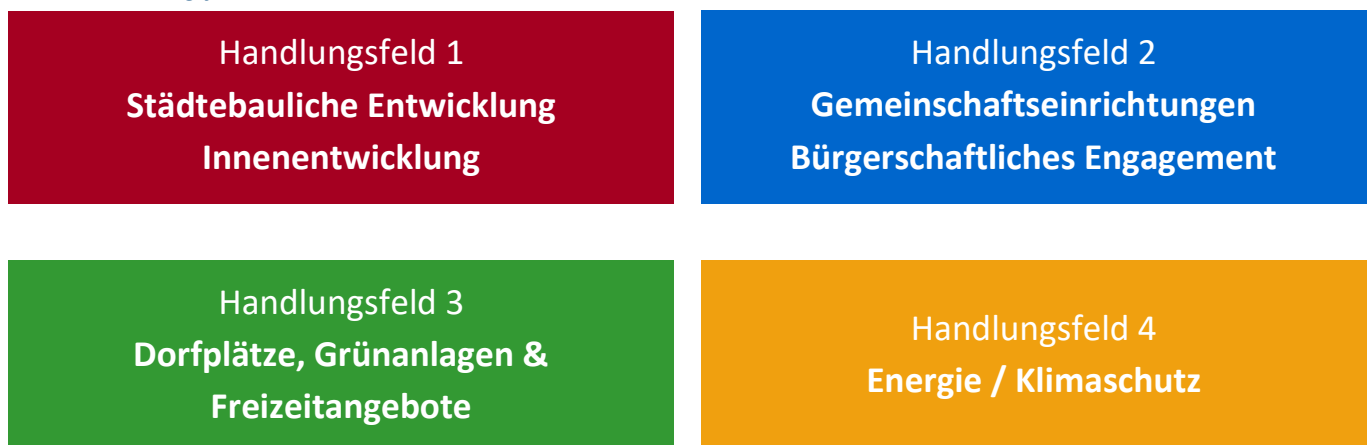 Handlungsfeld 1
Städtebauliche Entwicklung
Innenentwicklung
Handlungsfeld 2
Gemeinschaftseinrichtungen
Bürgerschaftliches Engagement
Handlungsfeld 3
Dorfplätze, Grünanlagen &
Freizeitangebote
Handlungsfeld 4
Energie / Klimaschutz